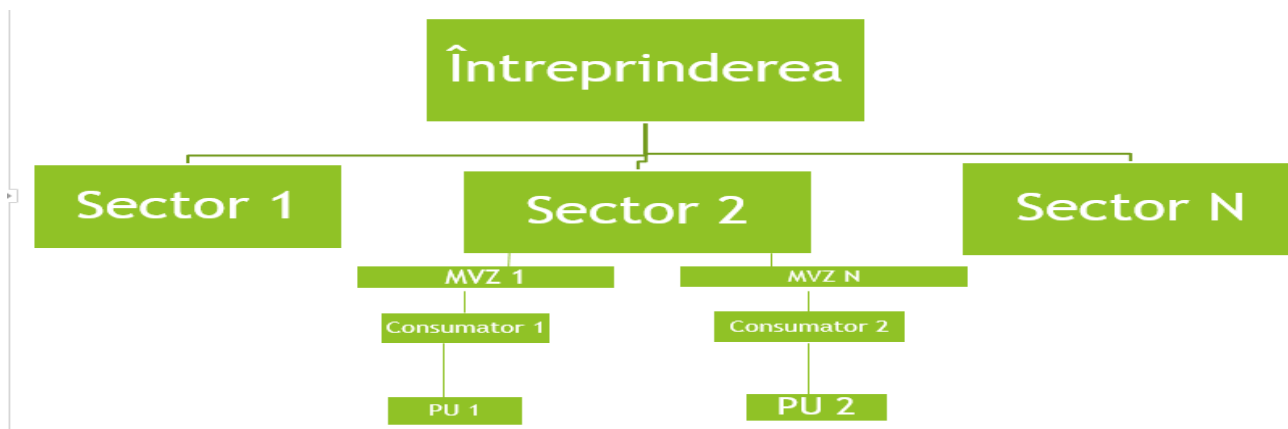 Întreprinderea
Sector 1
Sector 2
Sector N
MVZ 1
MVZ N
Consumator 1
Consumator 2
PU 1
PU 2